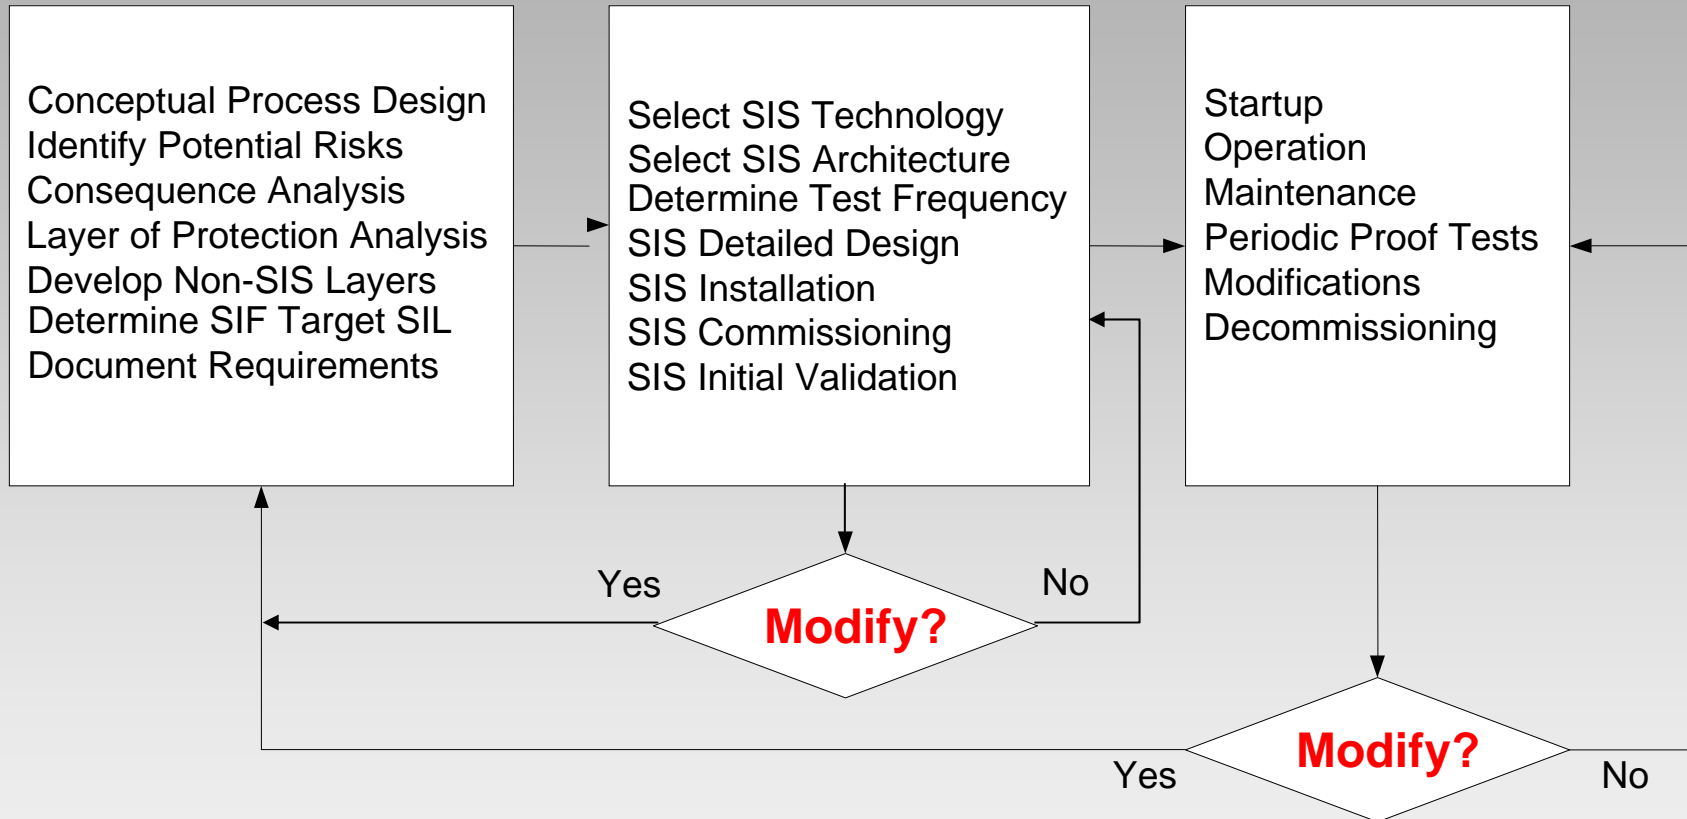 Conceptual Process Design
Identify Potential Risks
Consequence Analysis
Layer of Protection Analysis
Develop Non-SIS Layers
Determine SIF Target SIL
Document Requirements
Select SIS Technology
Select SIS Architecture
Determine Test Frequency
SIS Detailed Design
SIS Installation
SIS Commissioning
SIS Initial Validation
Startup
Operation
Maintenance
Periodic Proof Tests
Modifications
Decommissioning
Yes
Modify?
No
Yes
Modify?
No